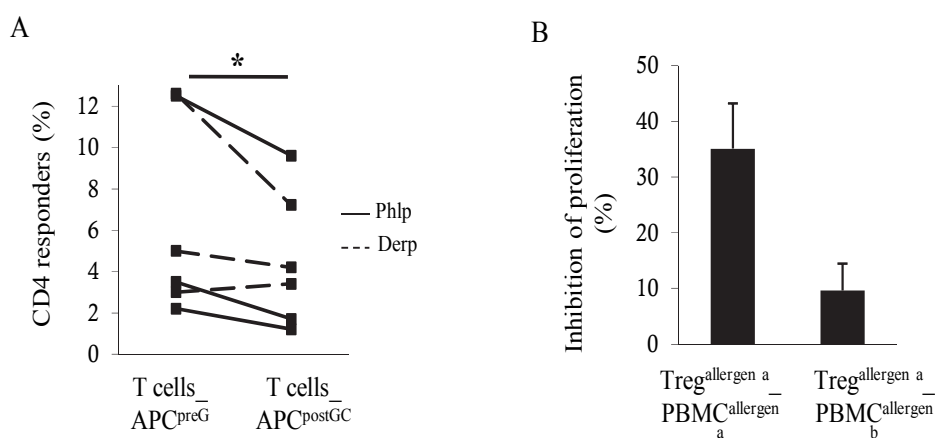 A
*
CD4 responders (%)
12
10
8
6
4
2
0
Phlp
Derp
T cells_
APCpreG
T cells_
APCpostGC
B
Inhibition of proliferation
(%)
50
40
30
20
10
0
Tregallergen a_
PBMCallergen
a
Tregallergen a_
PBMCallergen
b